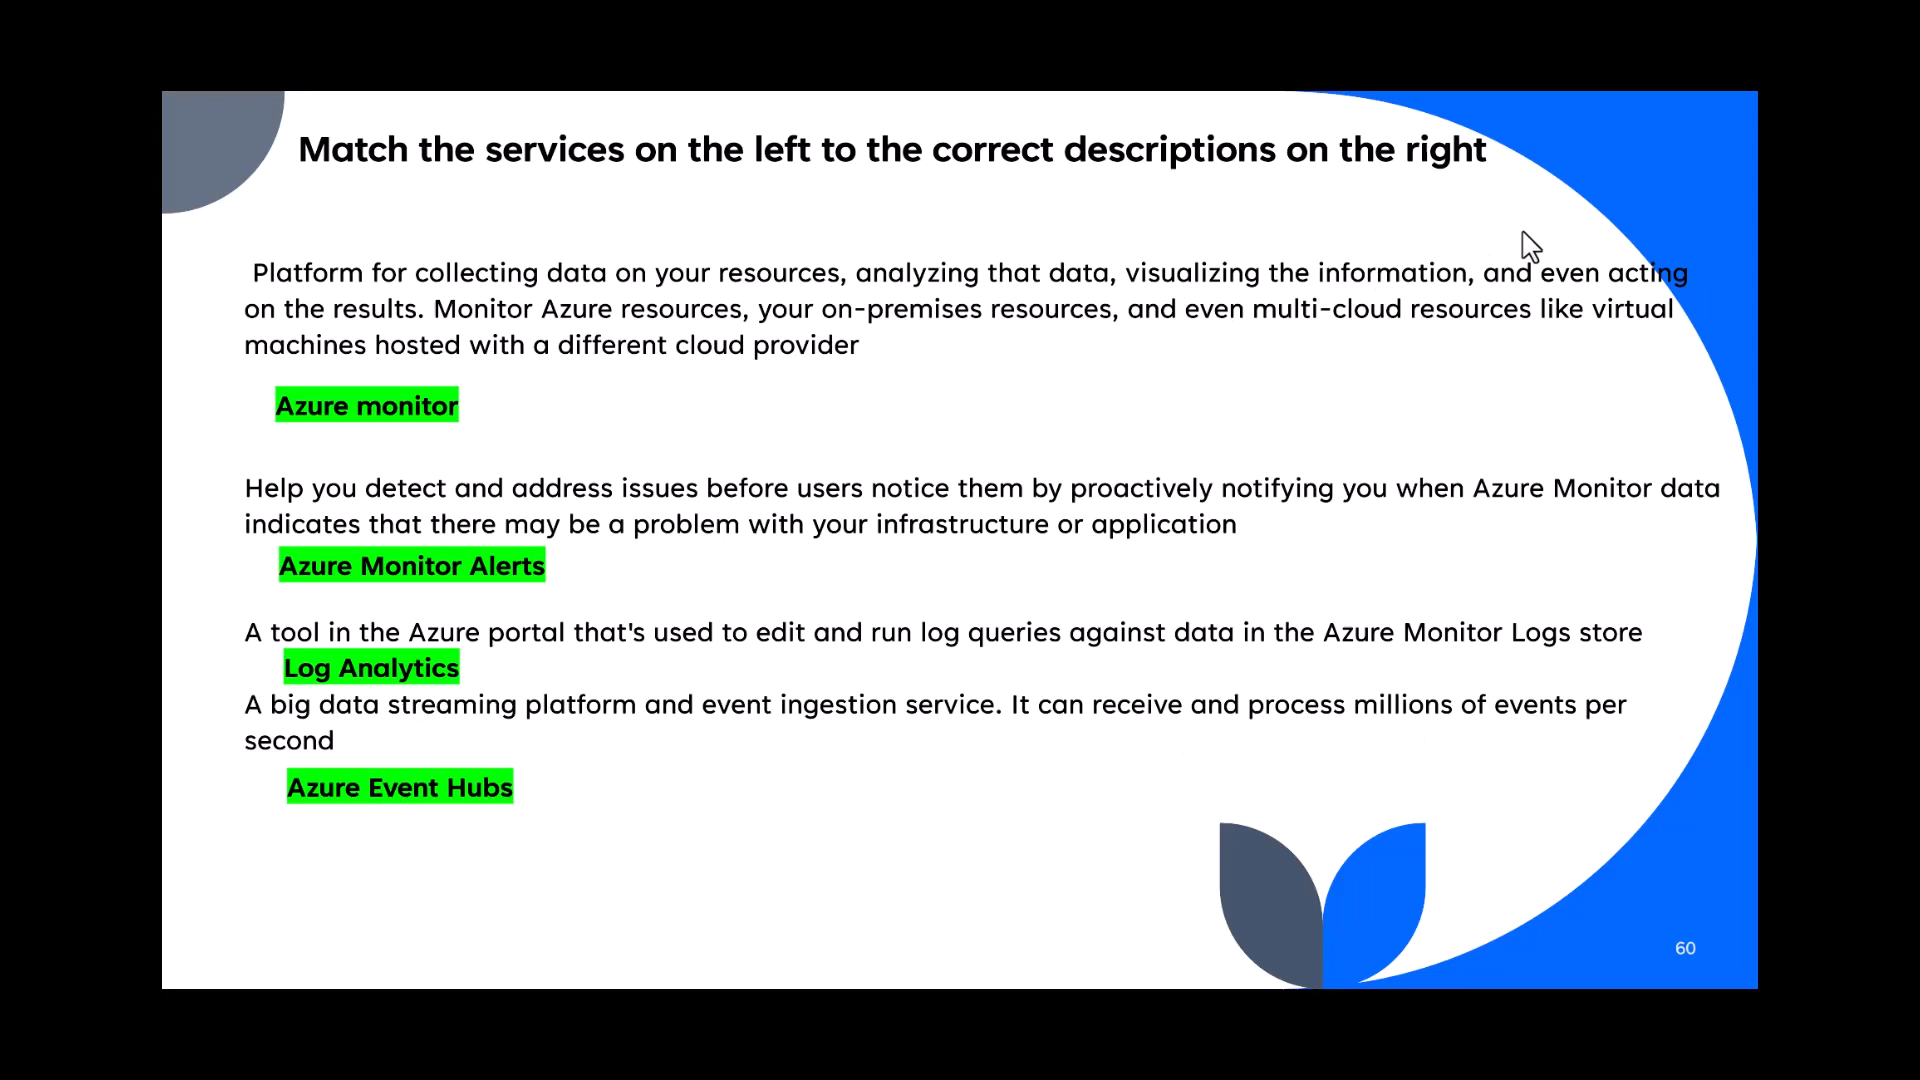 Match the services on the left to the correct descriptions on the right
Platform for collecting data on your resources, analyzing that data, visualizing the information, and even acting
on the results. Monitor Azure resources, your on-premises resources, and even multi-cloud resources like virtual
machines hosted with a different cloud provider
Azure monitor
Help you detect and address issues before users notice them by proactively notifying you when Azure Monitor data
indicates that there may be a problem with your infrastructure or application
Azure Monitor Alerts
A tool in the Azure portal that's used to edit and run log queries against data in the Azure Monitor Logs store
Log Analytics
A big data streaming platform and event ingestion service. It can receive and process millions of events per
second
Azure Event Hubs
60